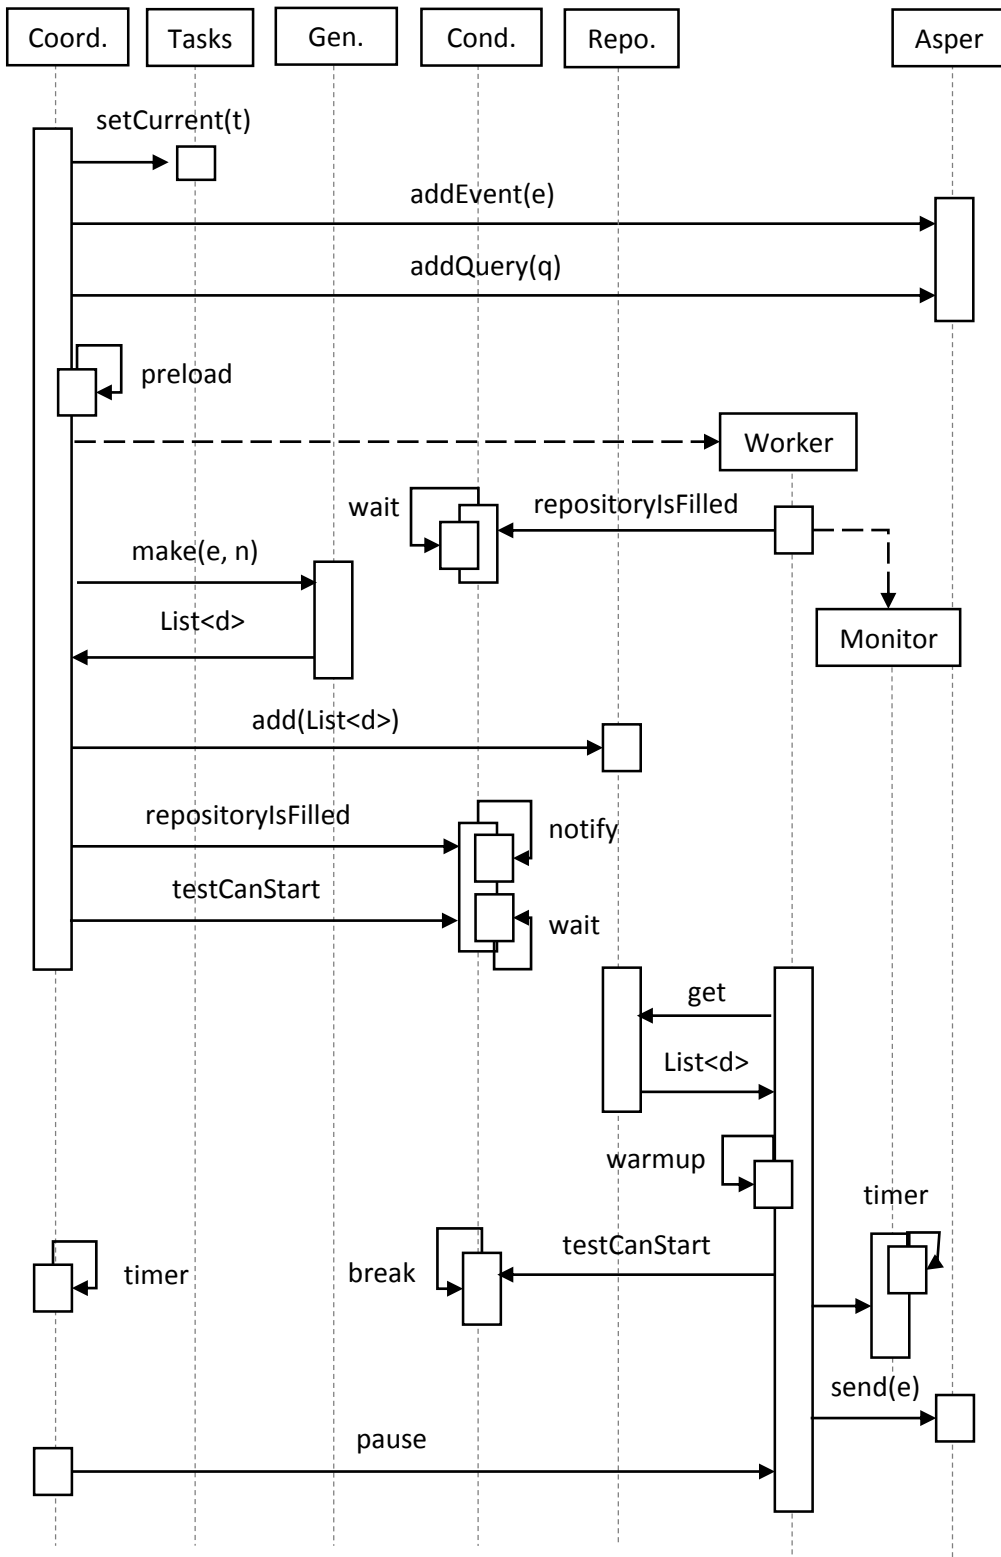 Coord.
Tasks
Gen.
Cond.
Repo.
Asper
setCurrent(t)
addEvent(e)
addQuery(q)
preload
Worker
wait
repositoryIsFilled
make(e, n)
List<d>
Monitor
add(List<d>)
repositoryIsFilled
notify
testCanStart
wait
get
List<d>
warmup
timer
testCanStart
timer
break
send(e)
pause